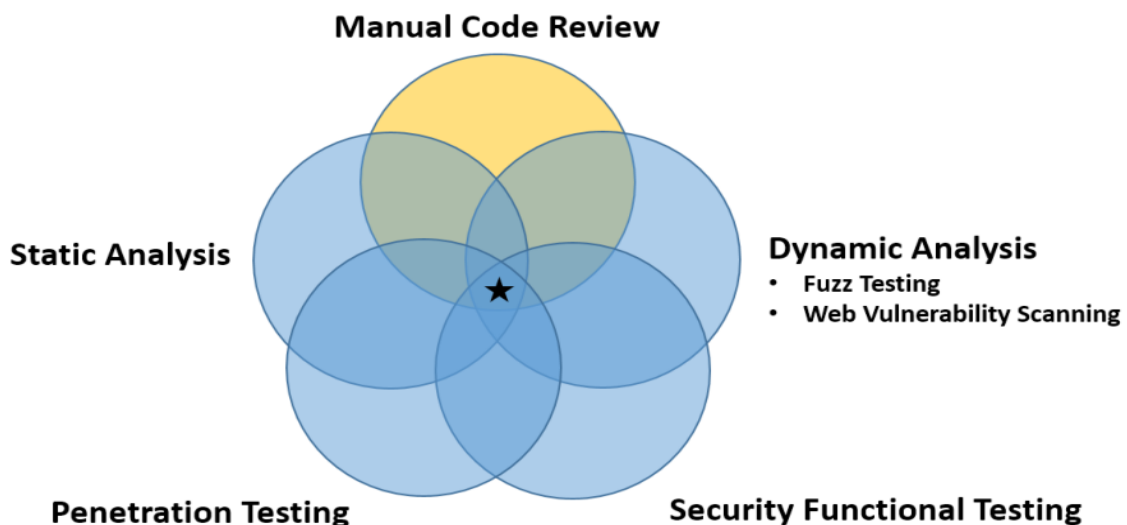 Manual Code Review
Static Analysis
Dynamic Analysis
• Fuzz Testing
• Web Vulnerability Scanning
Penetration Testing
Security Functional Testing